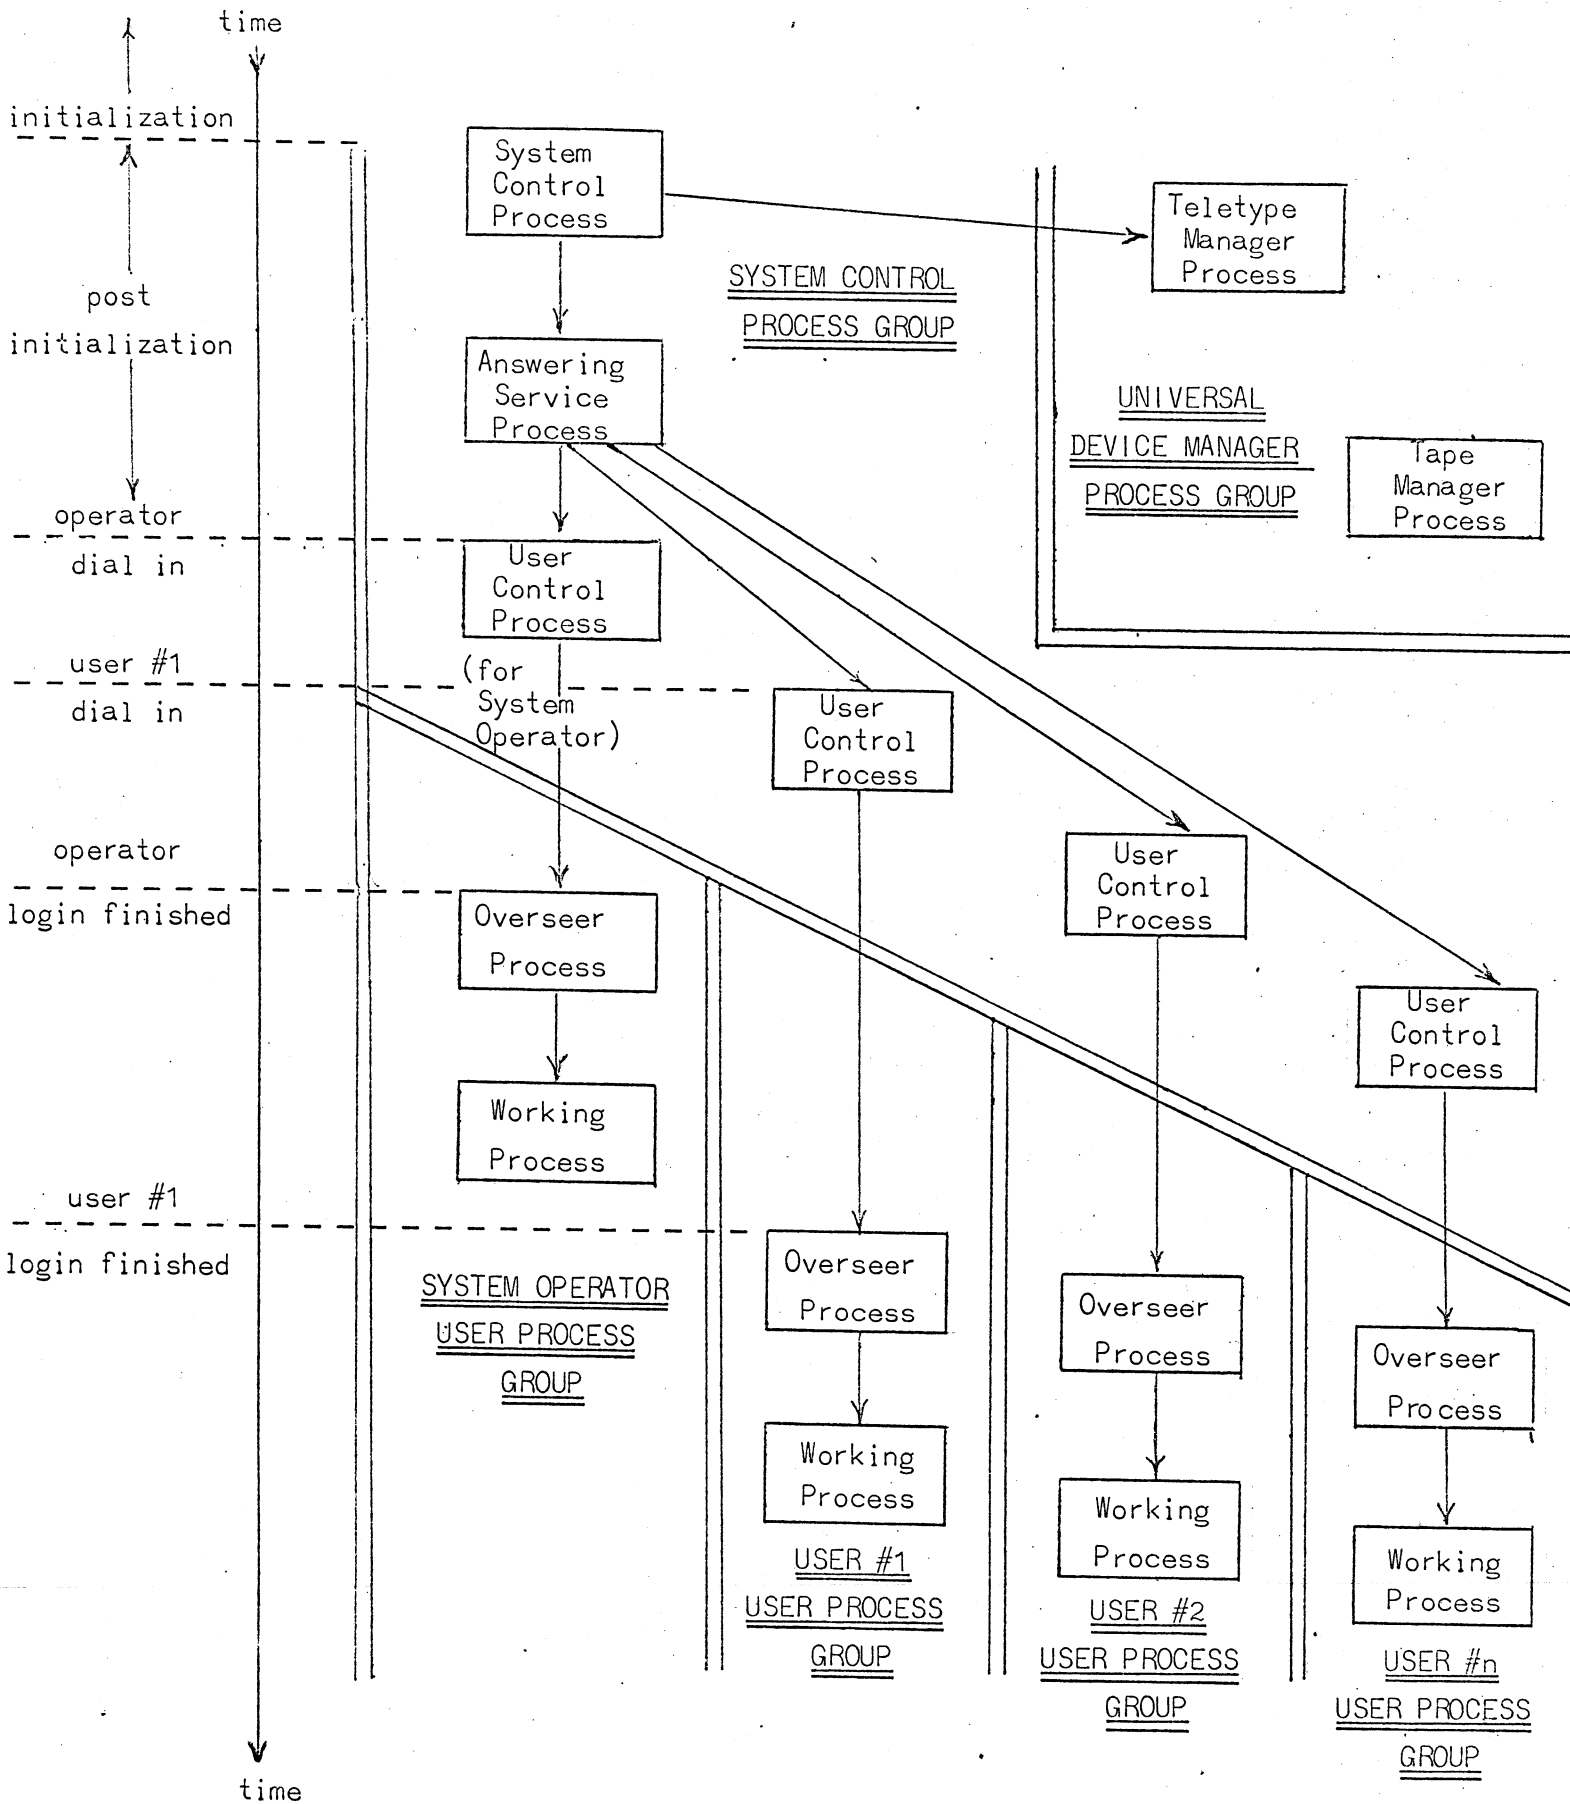 time
initialization
post
initialization
operator
dial in
user #1
dial in
operator
login finished
user #1
login finished
time
System
Control
Process
SYSTEM CONTROL
PROCESS GROUP
Teletype
Manager
Process
UNIVERSAL
DEVICE MANAGER
PROCESS GROUP
Tape
Manager
Process
Answering
Service
Process
User
Control
Process
(for
System
Operator)
User
Control
Process
User
Control
Process
User
Control
Process
Overseer
Process
Working
Process
SYSTEM OPERATOR
USER PROCESS
GROUP
Overseer
Process
Working
Process
USER #1
USER PROCESS
GROUP
Overseer
Process
Working
Process
USER #2
USER PROCESS
GROUP
Overseer
Process
Working
Process
USER #n
USER PROCESS
GROUP